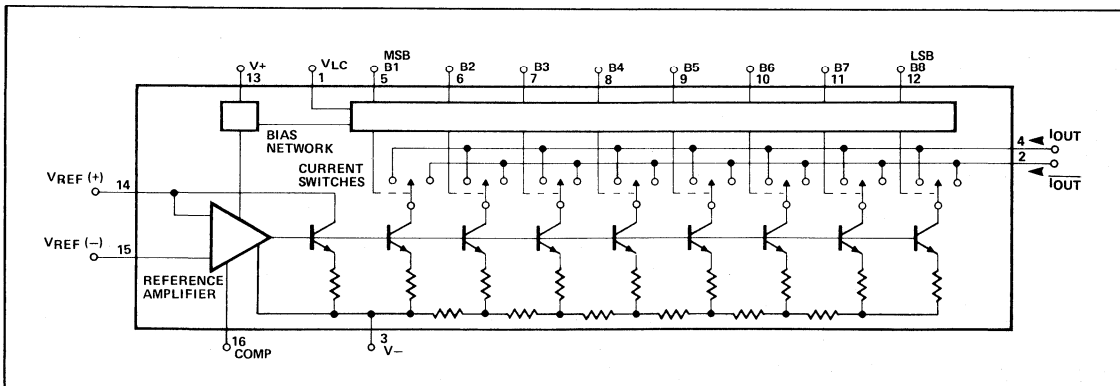 V+
13
VLC
1
MSB
B1
5
B2
6
B3
7
B4
8
B5
9
B6
10
B7
11
LSB
B8
12
BIAS
NETWORK
CURRENT
SWITCHES
4
IOUT
2
IOUT
VREF (+)
14
VREF (−)
15
REFERENCE
AMPLIFIER
16
COMP
3
V−